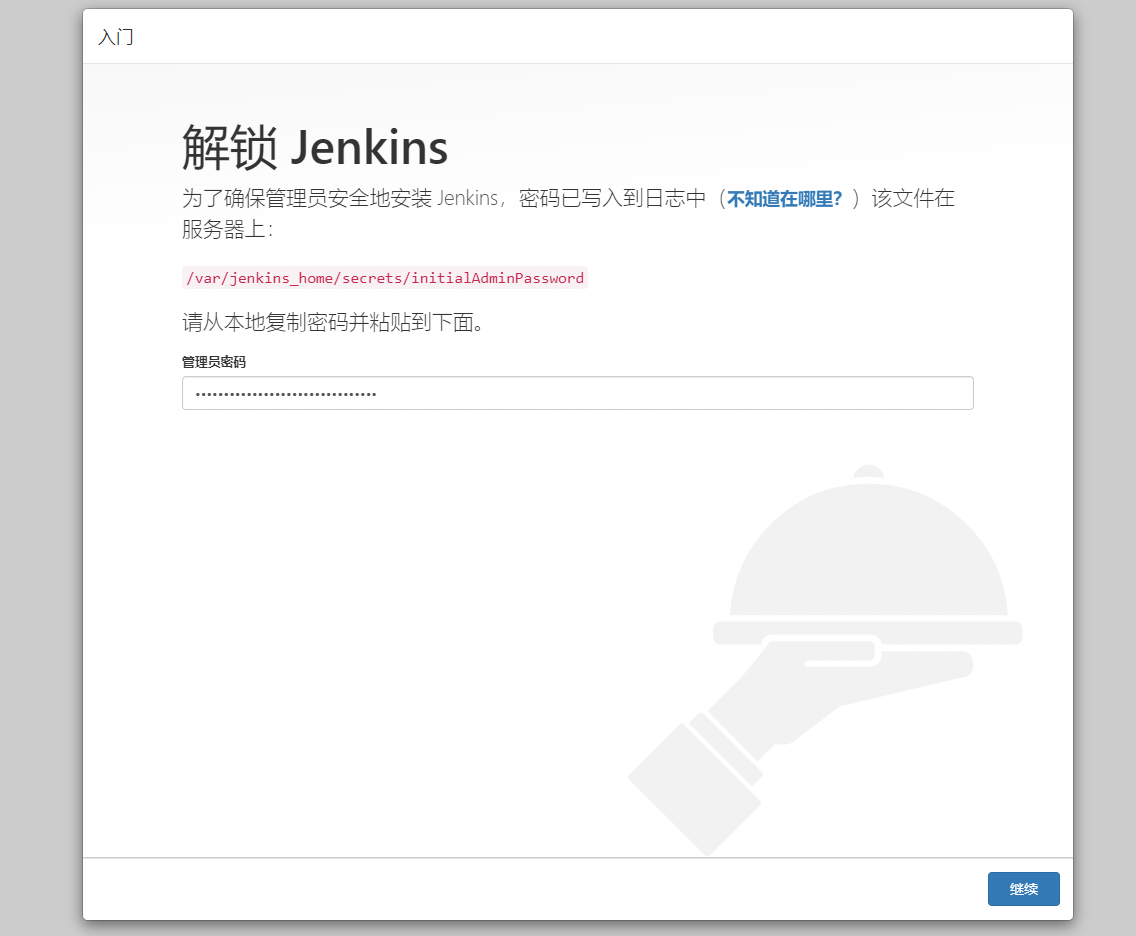 入门
解锁 Jenkins
为了确保管理员安全地安装 Jenkins，密码已写入到日志中（不知道在哪里？）该文件在
服务器上：
/var/jenkins_home/secrets/initialAdminPassword
请从本地复制密码并粘贴到下面。
管理员密码
••••••••••••••••••••••••••••••••
继续